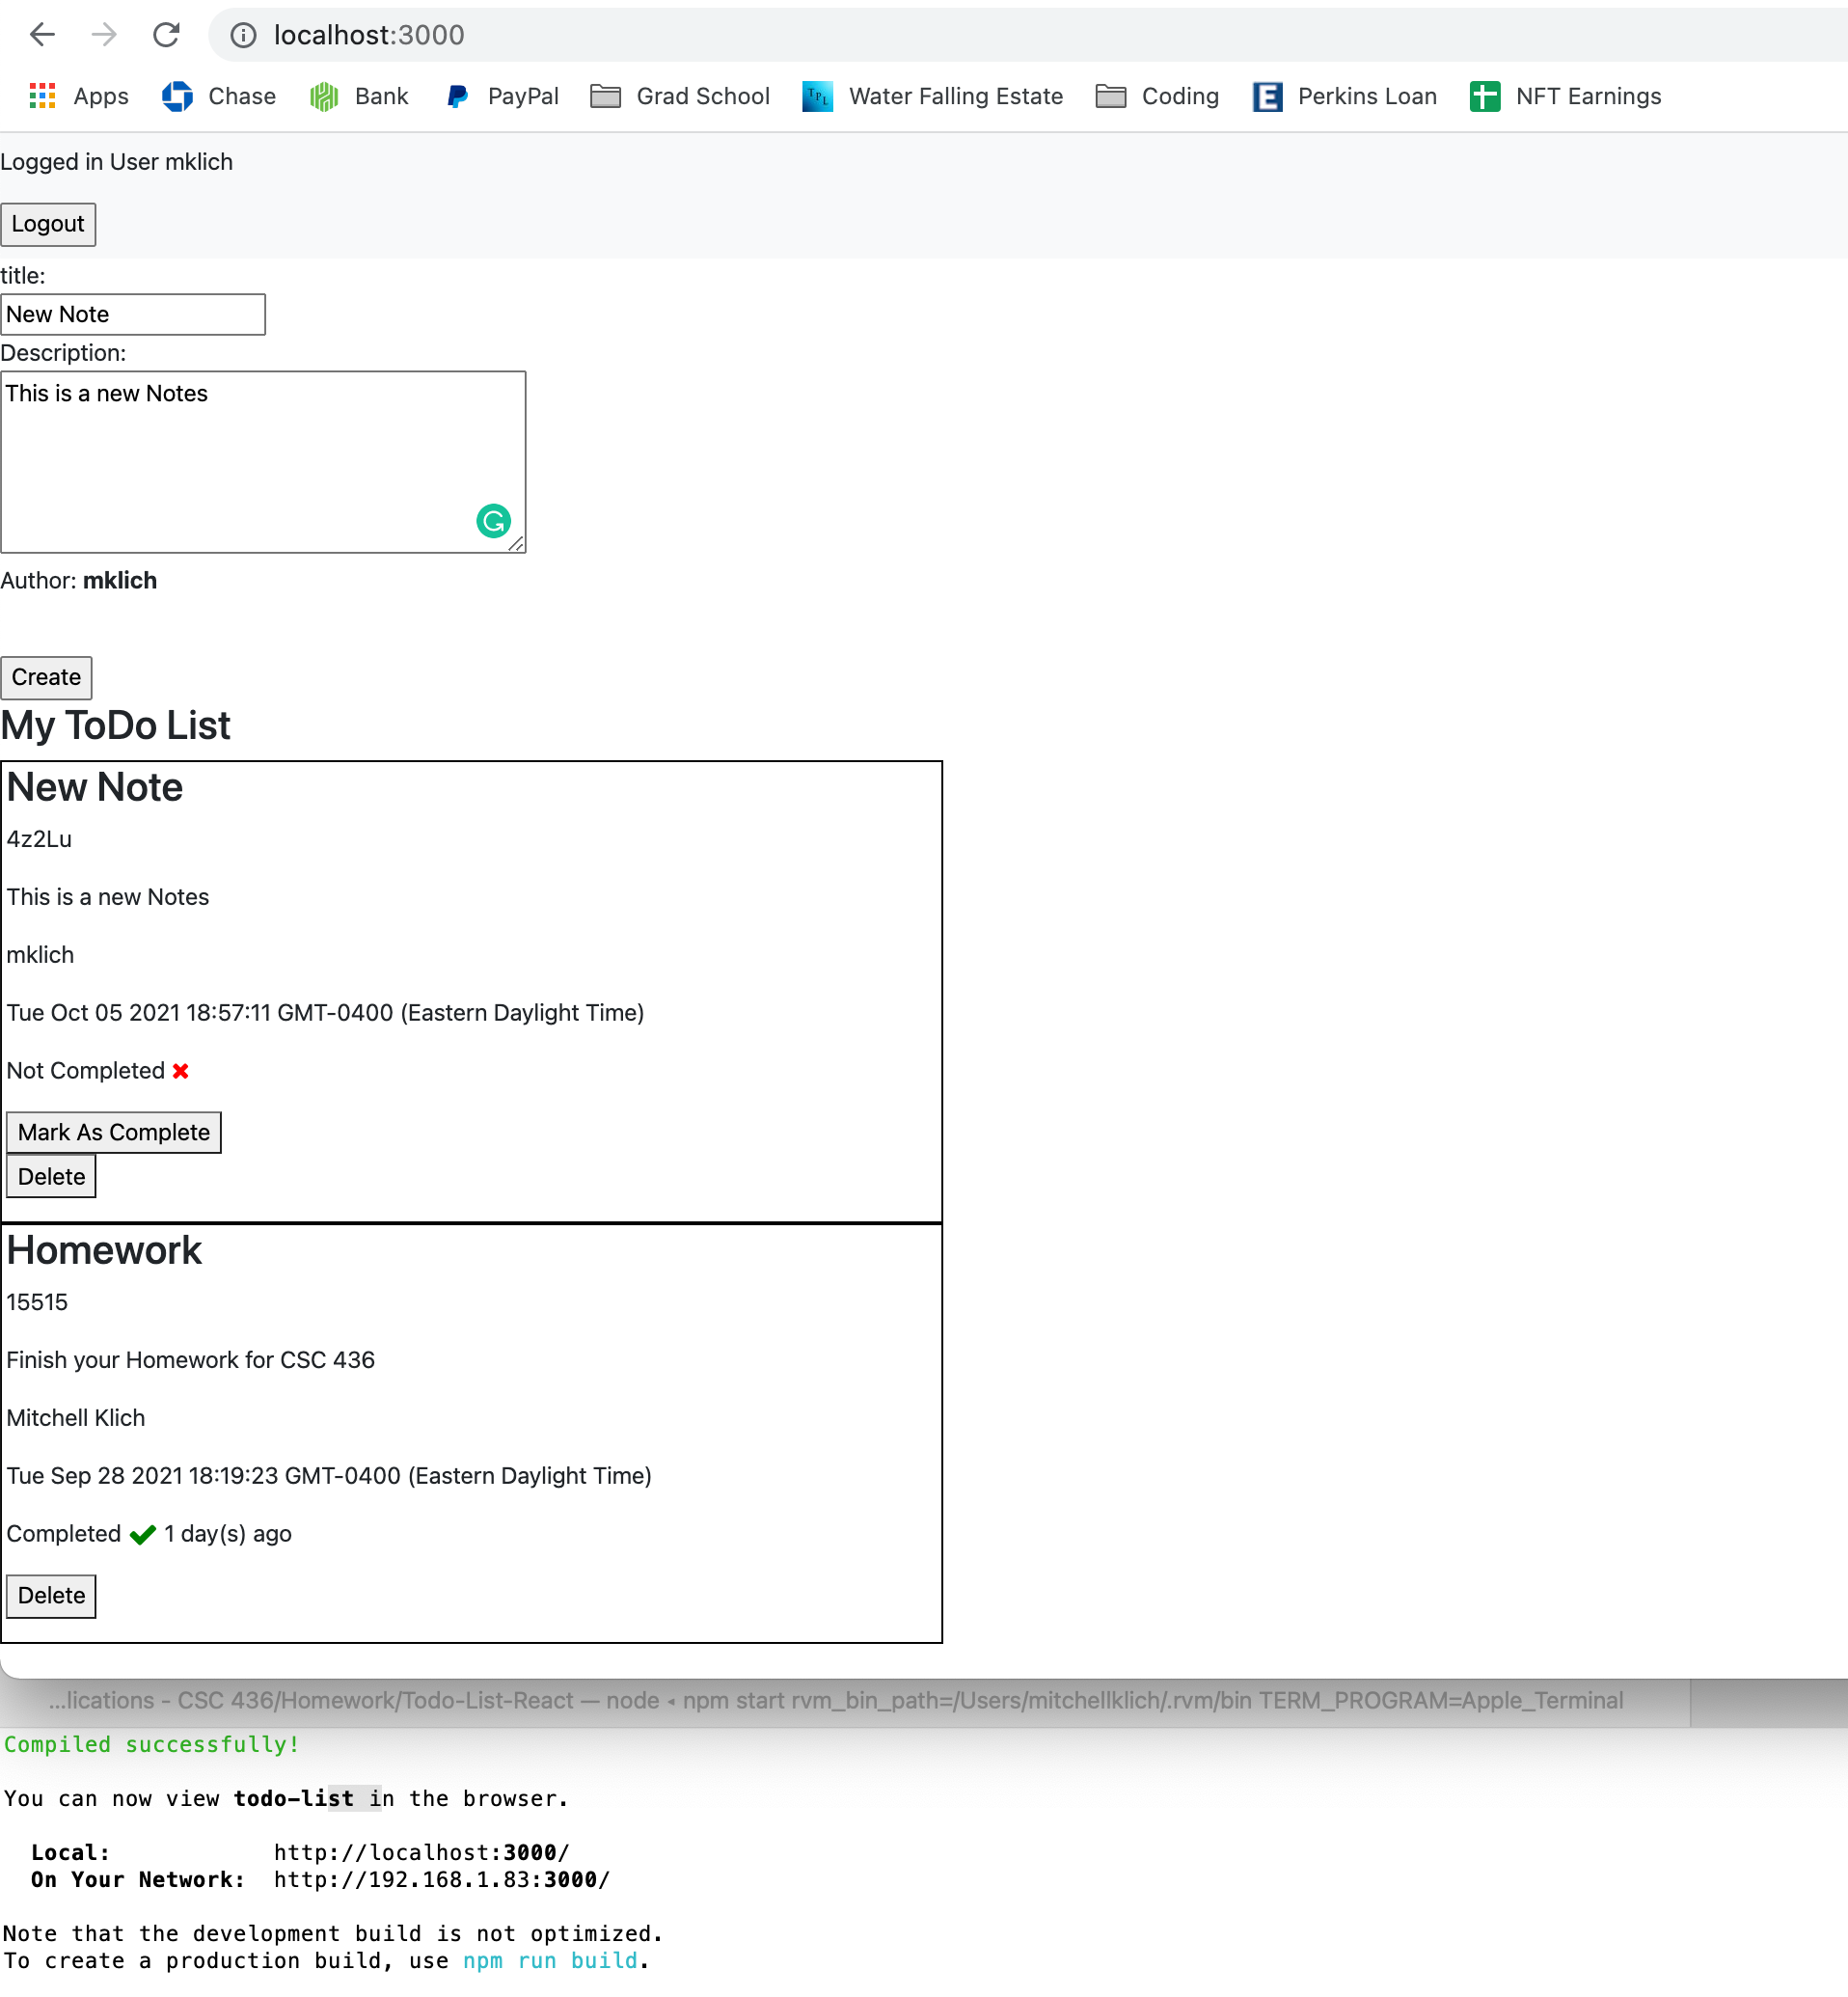 localhost:3000
Apps Chase Bank PayPal Grad School TPL Water Falling Estate Coding E Perkins Loan NFT Earnings
Logged in User mklich
Logout
title:
New Note
Description:
This is a new Notes
Author: mklich
Create
My ToDo List
New Note
4z2Lu
This is a new Notes
mklich
Tue Oct 05 2021 18:57:11 GMT-0400 (Eastern Daylight Time)
Not Completed ✖
Mark As Complete
Delete
Homework
15515
Finish your Homework for CSC 436
Mitchell Klich
Tue Sep 28 2021 18:19:23 GMT-0400 (Eastern Daylight Time)
Completed ✔ 1 day(s) ago
Delete
...lications - CSC 436/Homework/Todo-List-React — node ◂ npm start rvm_bin_path=/Users/mitchellklich/.rvm/bin TERM_PROGRAM=Apple_Terminal
Compiled successfully!
You can now view todo-list in the browser.
Local: http://localhost:3000/
On Your Network: http://192.168.1.83:3000/
Note that the development build is not optimized.
To create a production build, use npm run build.